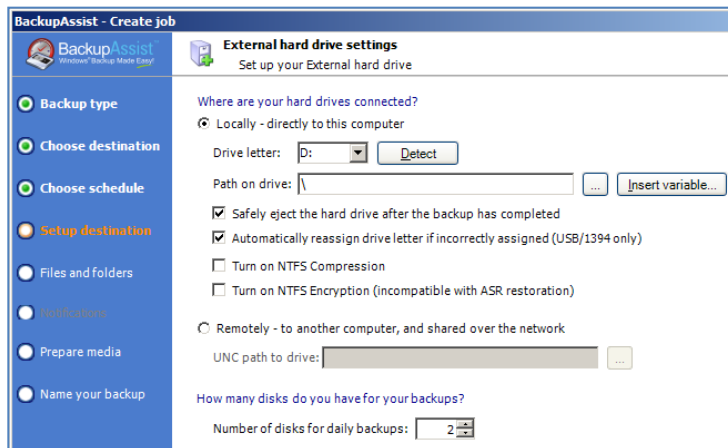 BackupAssist - Create job
BackupAssist™
Windows® Backup Made Easy!
External hard drive settings
Set up your External hard drive
Backup type
Choose destination
Choose schedule
Setup destination
Files and folders
Notifications
Prepare media
Name your backup
Where are your hard drives connected?
Locally - directly to this computer
Drive letter: D: Detect
Path on drive: \ ... Insert variable...
Safely eject the hard drive after the backup has completed
Automatically reassign drive letter if incorrectly assigned (USB/1394 only)
Turn on NTFS Compression
Turn on NTFS Encryption (incompatible with ASR restoration)
Remotely - to another computer, and shared over the network
UNC path to drive: ...
How many disks do you have for your backups?
Number of disks for daily backups: 2